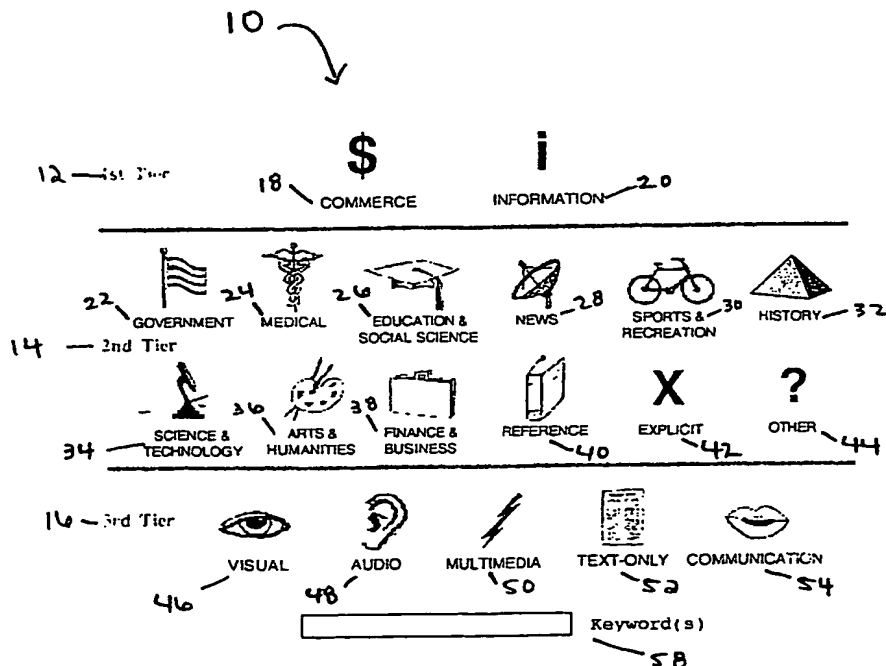 10
$ i
12 1st Tier
18 COMMERCE INFORMATION 20
22 GOVERNMENT 24 MEDICAL 26 EDUCATION & SOCIAL SCIENCE NEWS 28 SPORTS & RECREATION 30 HISTORY 32
14 2nd Tier
X ?
34 SCIENCE & TECHNOLOGY 36 ARTS & HUMANITIES 38 FINANCE & BUSINESS REFERENCE 40 EXPLICIT 42 OTHER 44
16 3rd Tier
VISUAL AUDIO MULTIMEDIA TEXT-ONLY COMMUNICATION
46 48 50 52 54
Keyword(s)
58